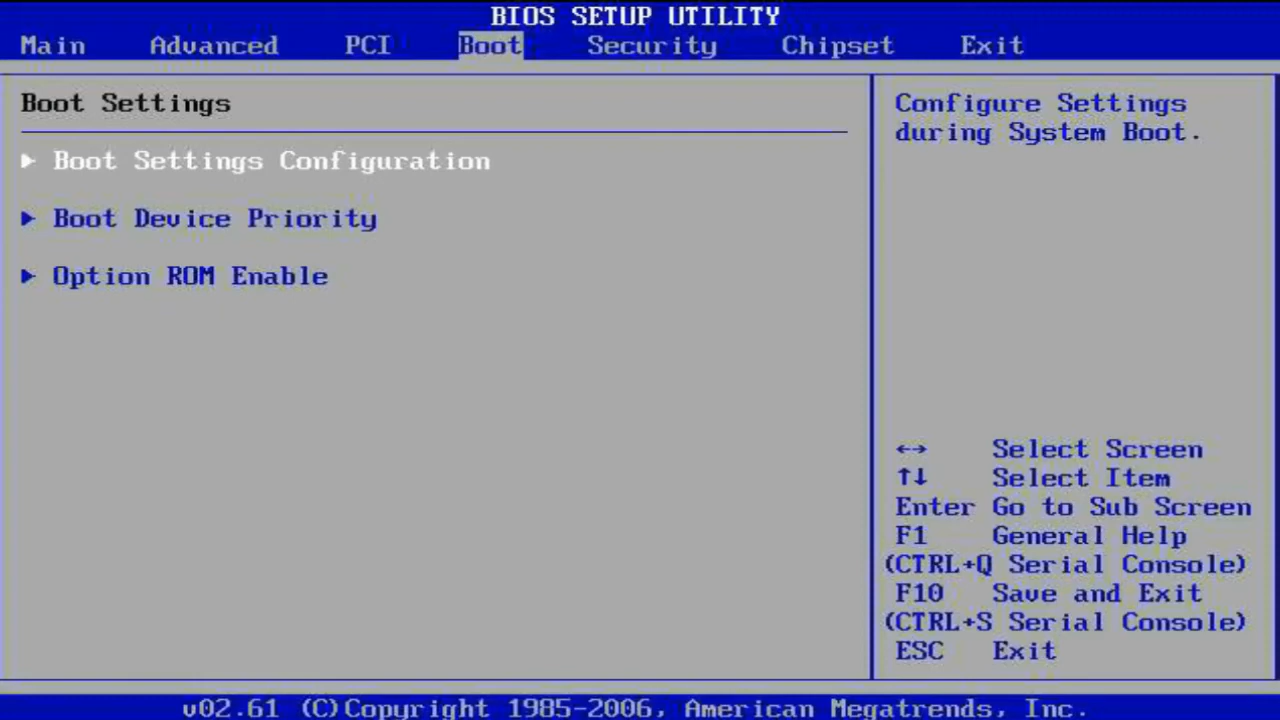 BIOS SETUP UTILITY
Main Advanced PCI Boot Security Chipset Exit
Boot Settings
▶ Boot Settings Configuration
▶ Boot Device Priority
▶ Option ROM Enable
Configure Settings
during System Boot.
←→ Select Screen
↑↓ Select Item
Enter Go to Sub Screen
F1 General Help
(CTRL+Q Serial Console)
F10 Save and Exit
(CTRL+S Serial Console)
ESC Exit
v02.61 (C)Copyright 1985-2006, American Megatrends, Inc.